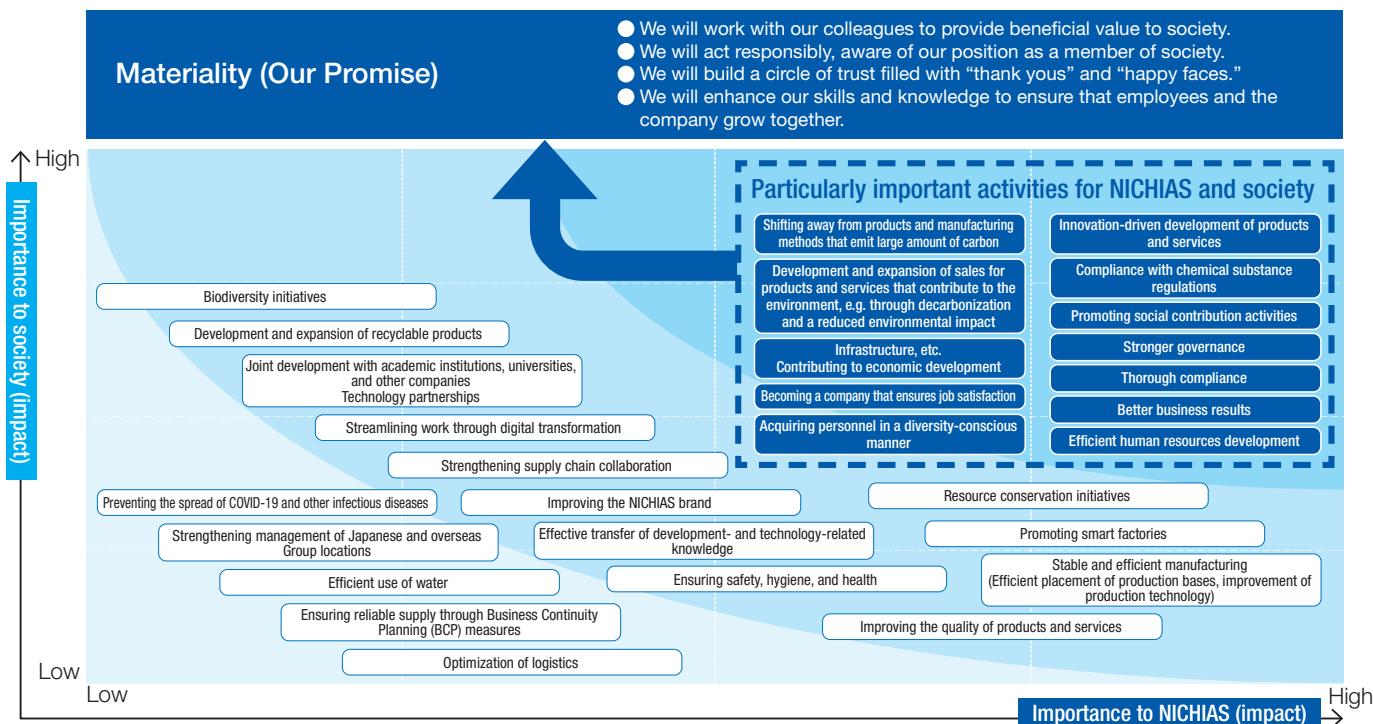 Materiality (Our Promise)
We will work with our colleagues to provide beneficial value to society.
We will act responsibly, aware of our position as a member of society.
We will build a circle of trust filled with “thank yous” and “happy faces.”
We will enhance our skills and knowledge to ensure that employees and the
company grow together.
High
Importance to society (impact)
Low
Particularly important activities for NICHIAS and society
Shifting away from products and manufacturing
methods that emit large amount of carbon
Development and expansion of sales for
products and services that contribute to the
environment, e.g. through decarbonization
and a reduced environmental impact
Infrastructure, etc.
Contributing to economic development
Becoming a company that ensures job satisfaction
Acquiring personnel in a diversity-conscious
manner
Innovation-driven development of products
and services
Compliance with chemical substance
regulations
Promoting social contribution activities
Stronger governance
Thorough compliance
Better business results
Efficient human resources development
Biodiversity initiatives
Development and expansion of recyclable products
Joint development with academic institutions, universities,
and other companies
Technology partnerships
Streamlining work through digital transformation
Strengthening supply chain collaboration
Preventing the spread of COVID-19 and other infectious diseases
Strengthening management of Japanese and overseas
Group locations
Efficient use of water
Ensuring reliable supply through Business Continuity
Planning (BCP) measures
Optimization of logistics
Improving the NICHIAS brand
Effective transfer of development- and technology-related
knowledge
Ensuring safety, hygiene, and health
Resource conservation initiatives
Promoting smart factories
Stable and efficient manufacturing
(Efficient placement of production bases, improvement of
production technology)
Improving the quality of products and services
Low
High
Importance to NICHIAS (impact)